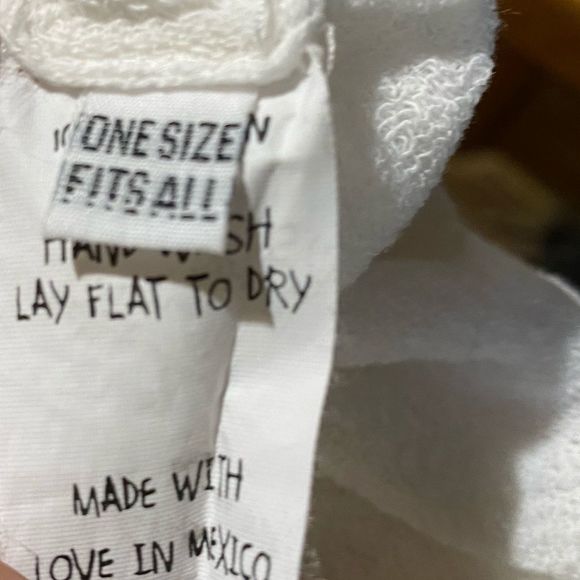 ONE SIZE
FITS ALL
LAY FLAT TO DRY
MADE WITH
LOVE IN MEXICO